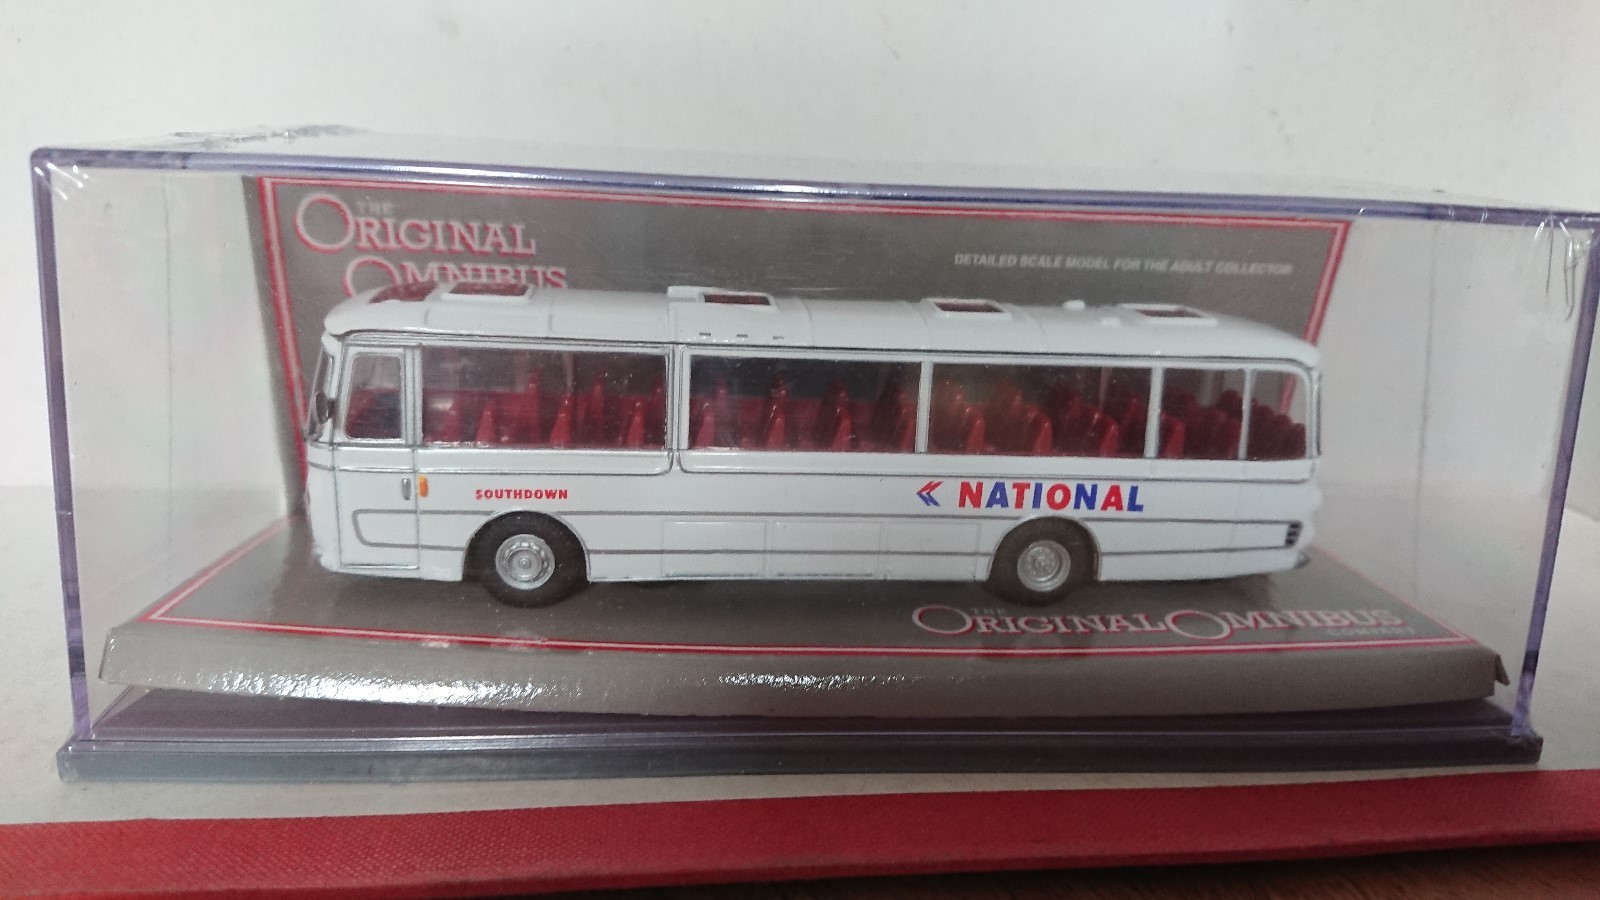 THE
ORIGINAL
OMNIBUS
DETAILED SCALE MODEL FOR THE ADULT COLLECTOR
SOUTHDOWN
NATIONAL
THE
ORIGINAL OMNIBUS
COMPANY